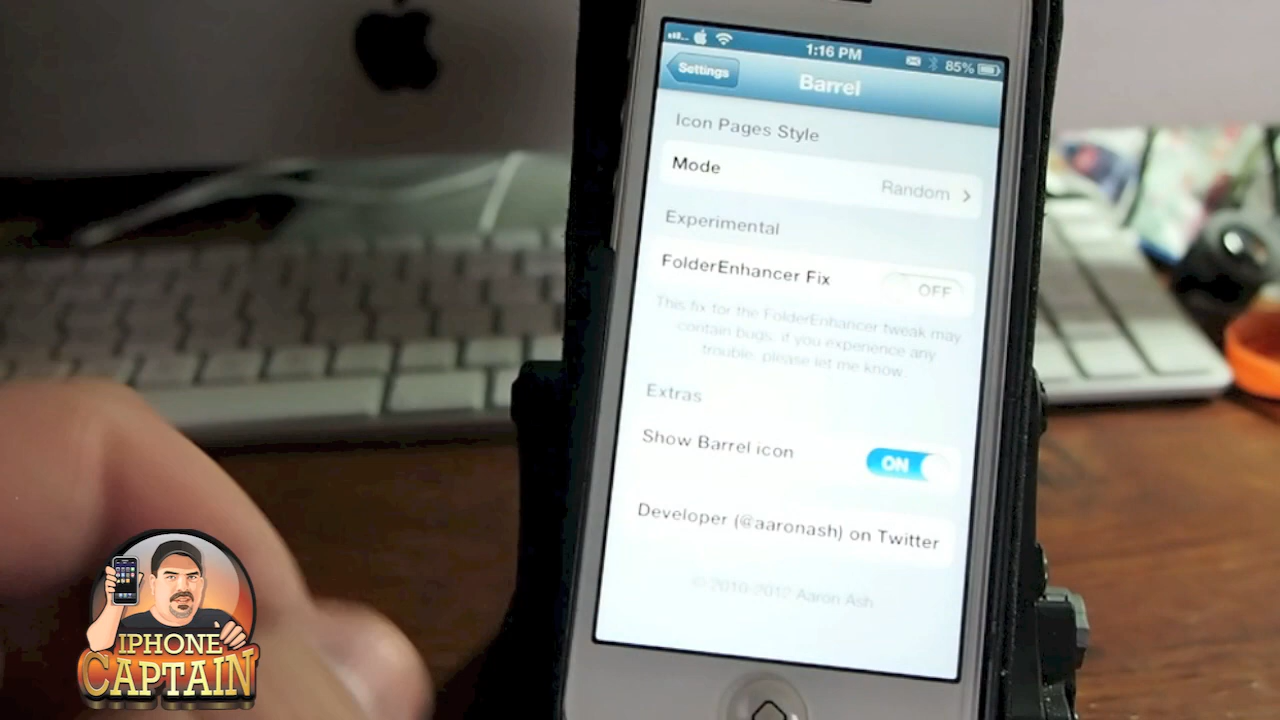 1:16 PM
85%
Settings
Barrel
Icon Pages Style
Mode
Random
Experimental
FolderEnhancer Fix
OFF
This fix for the FolderEnhancer tweak may
contain bugs, if you experience any
trouble, please let me know.
Extras
Show Barrel icon
ON
Developer (@aaronash) on Twitter
© 2010-2012 Aaron Ash
IPHONE
CAPTAIN